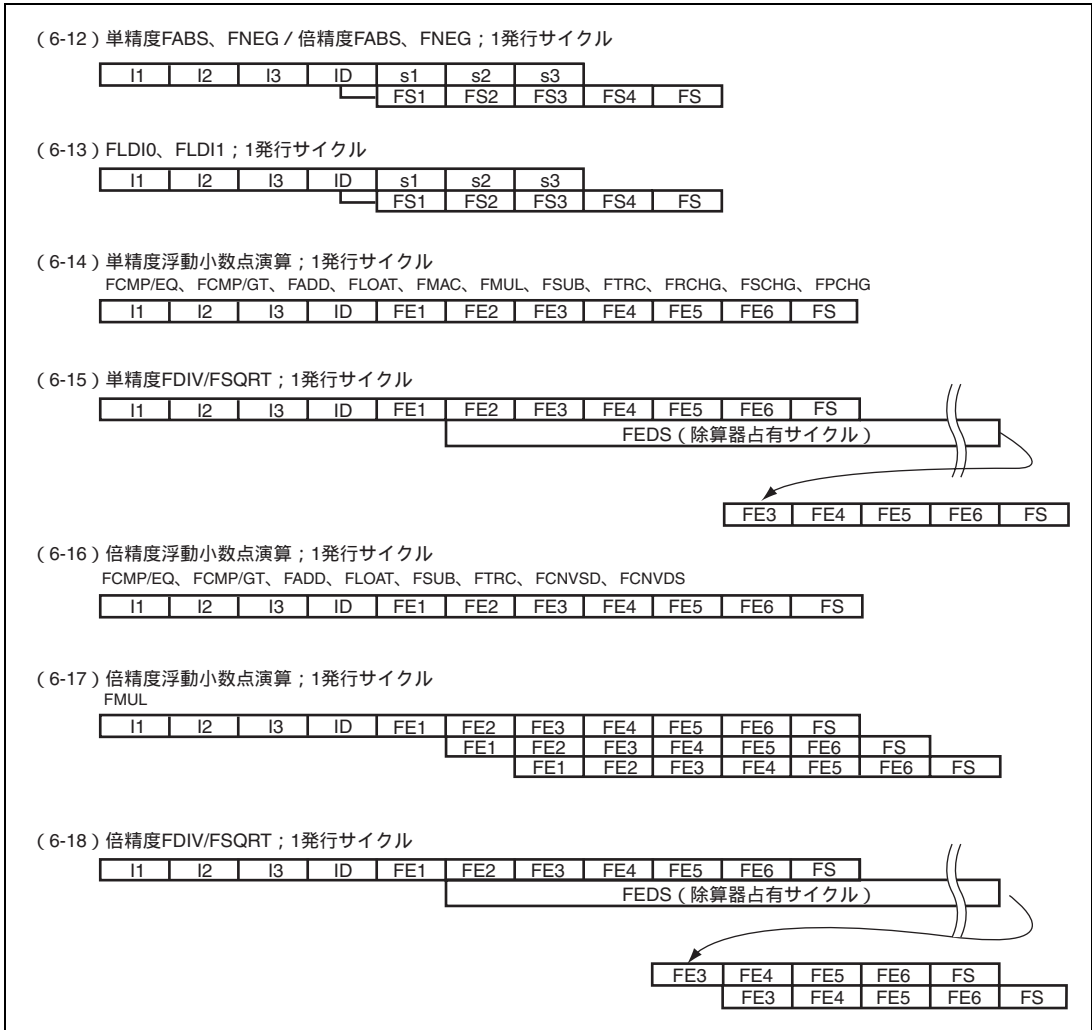 （6-12）単精度FABS、FNEG / 倍精度FABS、FNEG；1発行サイクル
I1 I2 I3 ID s1 s2 s3
FS1 FS2 FS3 FS4 FS
（6-13）FLDI0、FLDI1；1発行サイクル
I1 I2 I3 ID s1 s2 s3
FS1 FS2 FS3 FS4 FS
（6-14）単精度浮動小数点演算；1発行サイクル
FCMP/EQ、FCMP/GT、FADD、FLOAT、FMAC、FMUL、FSUB、FTRC、FRCHG、FSCHG、FPCHG
I1 I2 I3 ID FE1 FE2 FE3 FE4 FE5 FE6 FS
（6-15）単精度FDIV/FSQRT；1発行サイクル
I1 I2 I3 ID FE1 FE2 FE3 FE4 FE5 FE6 FS
FEDS（除算器占有サイクル）
FE3 FE4 FE5 FE6 FS
（6-16）倍精度浮動小数点演算；1発行サイクル
FCMP/EQ、FCMP/GT、FADD、FLOAT、FSUB、FTRC、FCNVSD、FCNVDS
I1 I2 I3 ID FE1 FE2 FE3 FE4 FE5 FE6 FS
（6-17）倍精度浮動小数点演算；1発行サイクル
FMUL
I1 I2 I3 ID FE1 FE2 FE3 FE4 FE5 FE6 FS
FE1 FE2 FE3 FE4 FE5 FE6 FS
FE1 FE2 FE3 FE4 FE5 FE6 FS
（6-18）倍精度FDIV/FSQRT；1発行サイクル
I1 I2 I3 ID FE1 FE2 FE3 FE4 FE5 FE6 FS
FEDS（除算器占有サイクル）
FE3 FE4 FE5 FE6 FS
FE3 FE4 FE5 FE6 FS